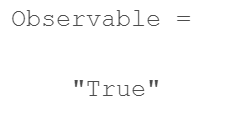 Observable =
"True"